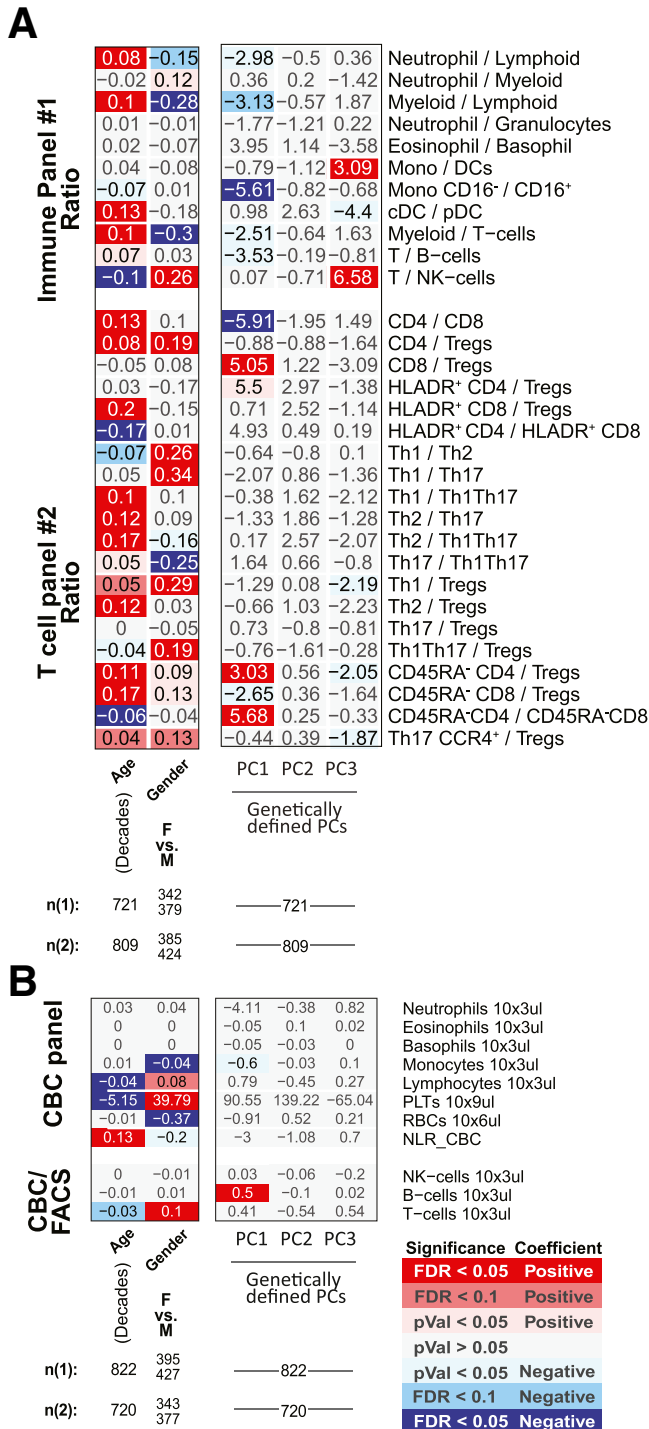 A
Immune Panel #1
Ratio
0.08 −0.15 −2.98 −0.5 0.36 Neutrophil / Lymphoid
−0.02 0.12 0.36 0.2 −1.42 Neutrophil / Myeloid
0.1 −0.28 −3.13 −0.57 1.87 Myeloid / Lymphoid
0.01 −0.01 −1.77 −1.21 0.22 Neutrophil / Granulocytes
0.02 −0.07 3.95 1.14 −3.58 Eosinophil / Basophil
0.04 −0.08 −0.79 −1.12 3.09 Mono / DCs
−0.07 0.01 −5.61 −0.82 −0.68 Mono CD16⁻ / CD16⁺
0.13 −0.18 0.98 2.63 −4.4 cDC / pDC
0.1 −0.3 −2.51 −0.64 1.63 Myeloid / T−cells
0.07 0.03 −3.53 −0.19 −0.81 T / B−cells
−0.1 0.26 0.07 −0.71 6.58 T / NK−cells
T cell panel #2
Ratio
0.13 0.1 −5.91 −1.95 1.49 CD4 / CD8
0.08 0.19 −0.88 −0.88 −1.64 CD4 / Tregs
−0.05 0.08 5.05 1.22 −3.09 CD8 / Tregs
0.03 −0.17 5.5 2.97 −1.38 HLADR⁺ CD4 / Tregs
0.2 −0.15 0.71 2.52 −1.14 HLADR⁺ CD8 / Tregs
−0.17 0.01 4.93 0.49 0.19 HLADR⁺ CD4 / HLADR⁺ CD8
−0.07 0.26 −0.64 −0.8 0.1 Th1 / Th2
0.05 0.34 −2.07 0.86 −1.36 Th1 / Th17
0.1 0.1 −0.38 1.62 −2.12 Th1 / Th1Th17
0.12 0.09 −1.33 1.86 −1.28 Th2 / Th17
0.17 −0.16 0.17 2.57 −2.07 Th2 / Th1Th17
0.05 −0.25 1.64 0.66 −0.8 Th17 / Th1Th17
0.05 0.29 −1.29 0.08 −2.19 Th1 / Tregs
0.12 0.03 −0.66 1.03 −2.23 Th2 / Tregs
0 −0.05 0.73 −0.8 −0.81 Th17 / Tregs
−0.04 0.19 −0.76 −1.61 −0.28 Th1Th17 / Tregs
0.11 0.09 3.03 0.56 −2.05 CD45RA⁻ CD4 / Tregs
0.17 0.13 −2.65 0.36 −1.64 CD45RA⁻ CD8 / Tregs
−0.06 −0.04 5.68 0.25 −0.33 CD45RA⁻CD4 / CD45RA⁻CD8
0.04 0.13 −0.44 0.39 −1.87 Th17 CCR4⁺ / Tregs
Age Gender PC1 PC2 PC3
(Decades) F vs. M
Genetically
defined PCs
n(1): 721 342 379 721
n(2): 809 385 424 809
B
CBC panel
0.03 0.04 −4.11 −0.38 0.82 Neutrophils 10x3ul
0 0 −0.05 0.1 0.02 Eosinophils 10x3ul
0 0 −0.05 −0.03 0 Basophils 10x3ul
0.01 −0.04 −0.6 −0.03 0.1 Monocytes 10x3ul
−0.04 0.08 0.79 −0.45 0.27 Lymphocytes 10x3ul
−5.15 39.79 90.55 139.22 −65.04 PLTs 10x9ul
−0.01 −0.37 −0.91 0.52 0.21 RBCs 10x6ul
0.13 −0.2 −3 −1.08 0.7 NLR_CBC
CBC/
FACS
0 −0.01 0.03 −0.06 −0.2 NK−cells 10x3ul
−0.01 0.01 0.5 −0.1 0.02 B−cells 10x3ul
−0.03 0.1 0.41 −0.54 0.54 T−cells 10x3ul
Age Gender PC1 PC2 PC3
(Decades) F vs. M
Genetically
defined PCs
n(1): 822 395 427 822
n(2): 720 343 377 720
Significance Coefficient
FDR < 0.05 Positive
FDR < 0.1 Positive
pVal < 0.05 Positive
pVal > 0.05
pVal < 0.05 Negative
FDR < 0.1 Negative
FDR < 0.05 Negative